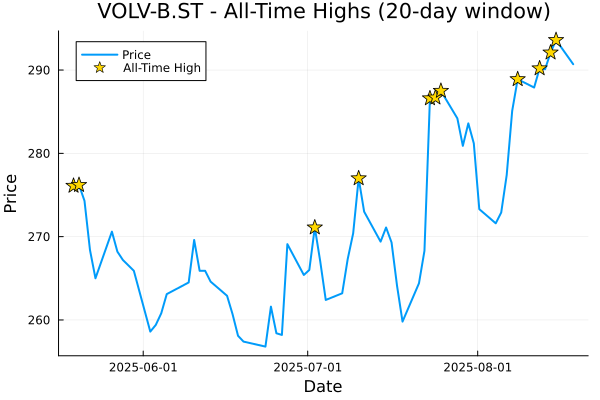 VOLV-B.ST - All-Time Highs (20-day window)
Price
All-Time High
290
280
270
260
Price
2025-06-01
2025-07-01
2025-08-01
Date